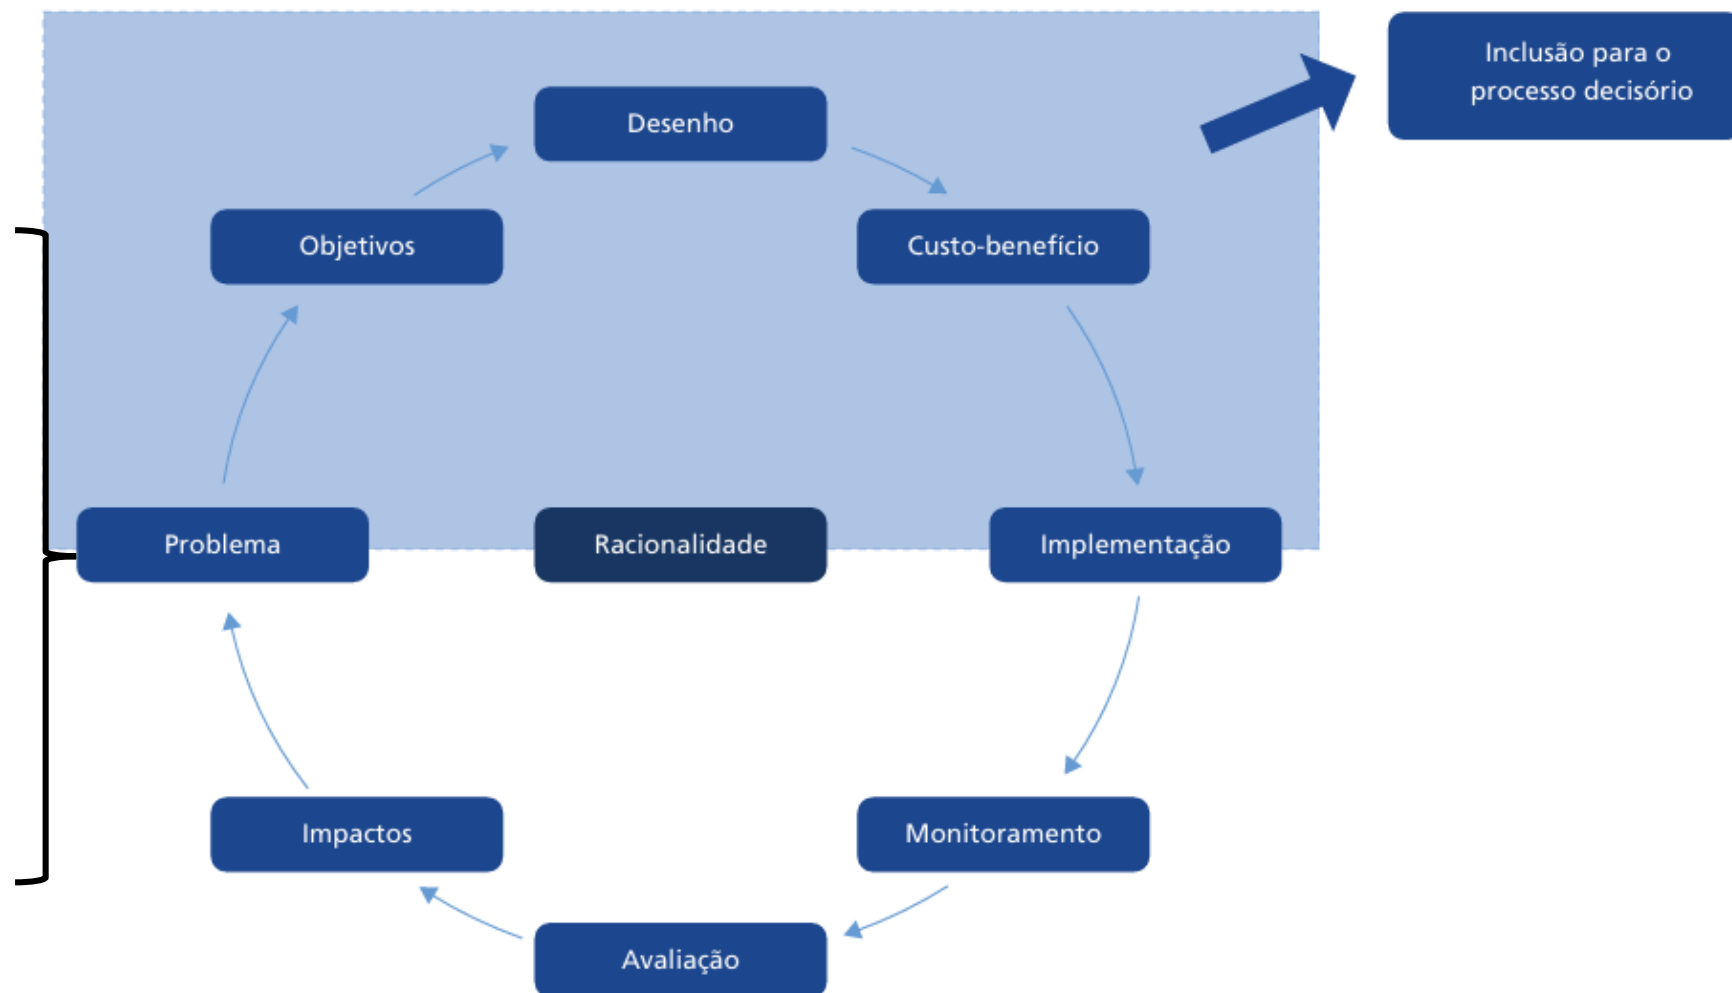 Inclusão para o
processo decisório
Desenho
Objetivos
Custo-benefício
Problema
Racionalidade
Implementação
Impactos
Monitoramento
Avaliação